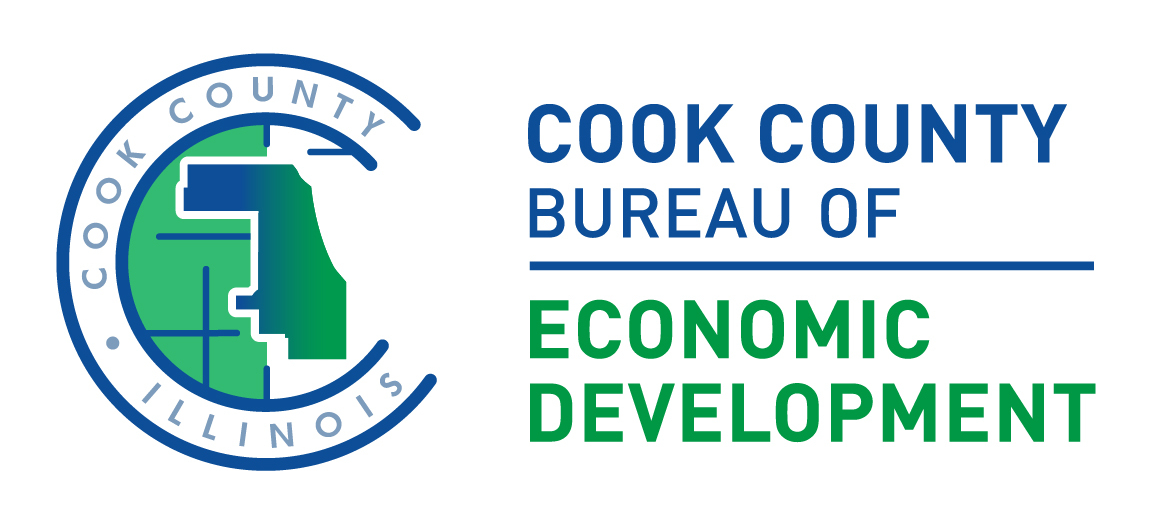 COOK COUNTY
• ILLINOIS
COOK COUNTY
BUREAU OF
ECONOMIC
DEVELOPMENT